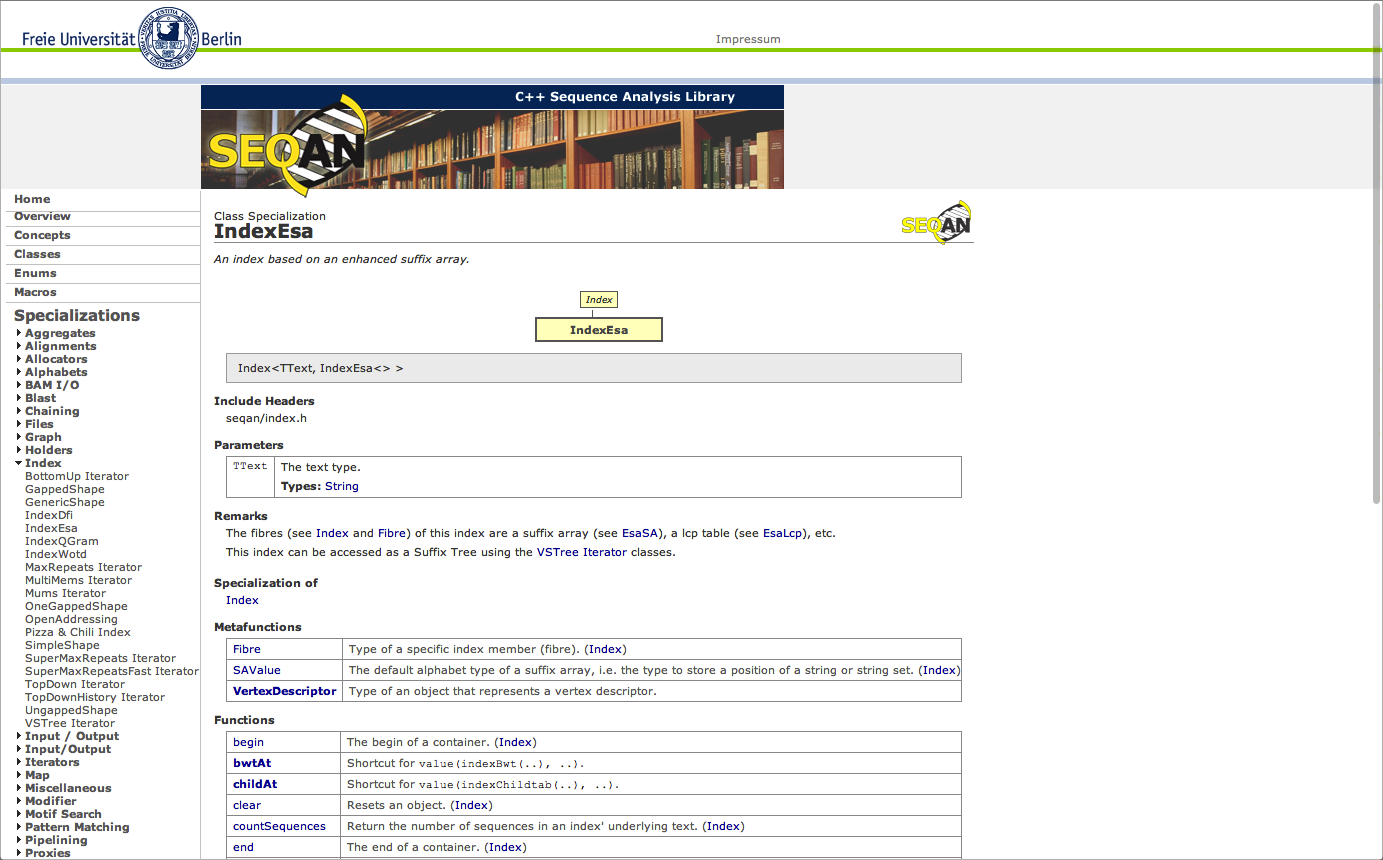 Freie Universität Berlin
Impressum
C++ Sequence Analysis Library
SEQAN
Home
Overview
Concepts
Classes
Enums
Macros
Specializations
Aggregates
Alignments
Allocators
Alphabets
BAM I/O
Blast
Chaining
Files
Graph
Holders
Index
BottomUp Iterator
GappedShape
GenericShape
IndexDfi
IndexEsa
IndexQGram
IndexWotd
MaxRepeats Iterator
MultiMems Iterator
Mums Iterator
OneGappedShape
OpenAddressing
Pizza & Chili Index
SimpleShape
SuperMaxRepeats Iterator
SuperMaxRepeatsFast Iterator
TopDown Iterator
TopDownHistory Iterator
UngappedShape
VSTree Iterator
Input / Output
Input/Output
Iterators
Map
Miscellaneous
Modifier
Motif Search
Pattern Matching
Pipelining
Proxies
Class Specialization
IndexEsa
SEQAN
An index based on an enhanced suffix array.
Index
IndexEsa
Index<TText, IndexEsa<> >
Include Headers
seqan/index.h
Parameters
TText The text type.
Types: String
Remarks
The fibres (see Index and Fibre) of this index are a suffix array (see EsaSA), a lcp table (see EsaLcp), etc.
This index can be accessed as a Suffix Tree using the VSTree Iterator classes.
Specialization of
Index
Metafunctions
Fibre Type of a specific index member (fibre). (Index)
SAValue The default alphabet type of a suffix array, i.e. the type to store a position of a string or string set. (Index)
VertexDescriptor Type of an object that represents a vertex descriptor.
Functions
begin The begin of a container. (Index)
bwtAt Shortcut for value(indexBwt(..), ..).
childAt Shortcut for value(indexChildtab(..), ..).
clear Resets an object. (Index)
countSequences Return the number of sequences in an index' underlying text. (Index)
end The end of a container. (Index)